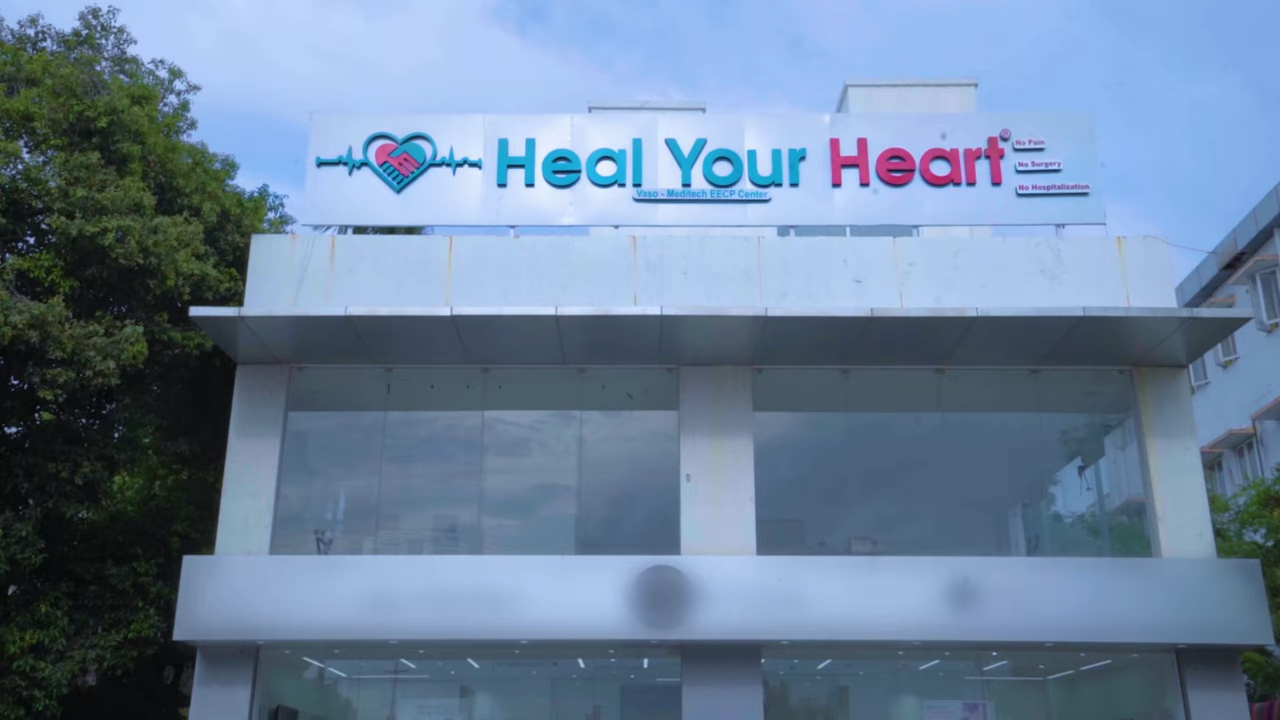 Heal Your Heart®
Vaso - Meditech EECP Center
No Pain
No Surgery
No Hospitalization